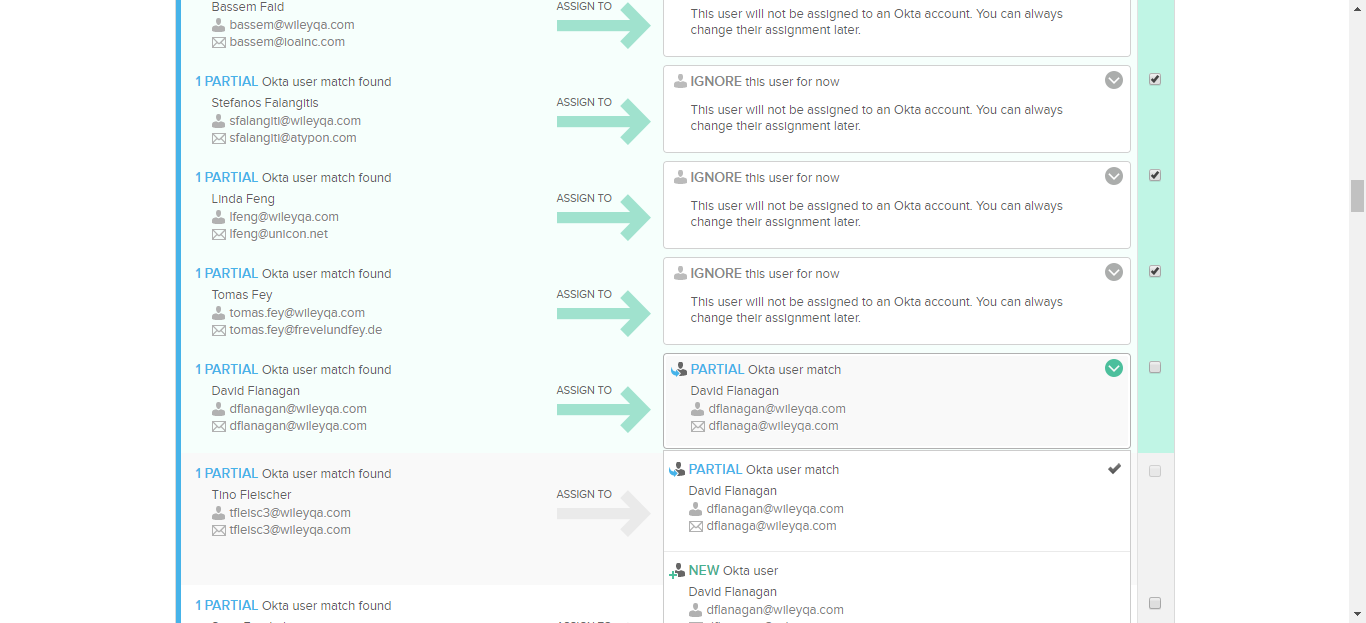 Bassem Faid
bassem@wileyqa.com
bassem@ioainc.com
ASSIGN TO
This user will not be assigned to an Okta account. You can always
change their assignment later.
1 PARTIAL Okta user match found
Stefanos Falangitis
sfalangiti@wileyqa.com
sfalangiti@atypon.com
ASSIGN TO
IGNORE this user for now
This user will not be assigned to an Okta account. You can always
change their assignment later.
1 PARTIAL Okta user match found
Linda Feng
lfeng@wileyqa.com
lfeng@unicon.net
ASSIGN TO
IGNORE this user for now
This user will not be assigned to an Okta account. You can always
change their assignment later.
1 PARTIAL Okta user match found
Tomas Fey
tomas.fey@wileyqa.com
tomas.fey@frevelundfey.de
ASSIGN TO
IGNORE this user for now
This user will not be assigned to an Okta account. You can always
change their assignment later.
1 PARTIAL Okta user match found
David Flanagan
dflanagan@wileyqa.com
dflanagan@wileyqa.com
ASSIGN TO
PARTIAL Okta user match
David Flanagan
dflanagan@wileyqa.com
dflanaga@wileyqa.com
1 PARTIAL Okta user match found
Tino Fleischer
tfleisc3@wileyqa.com
tfleisc3@wileyqa.com
ASSIGN TO
PARTIAL Okta user match
David Flanagan
dflanagan@wileyqa.com
dflanaga@wileyqa.com
NEW Okta user
David Flanagan
dflanagan@wileyqa.com
1 PARTIAL Okta user match found